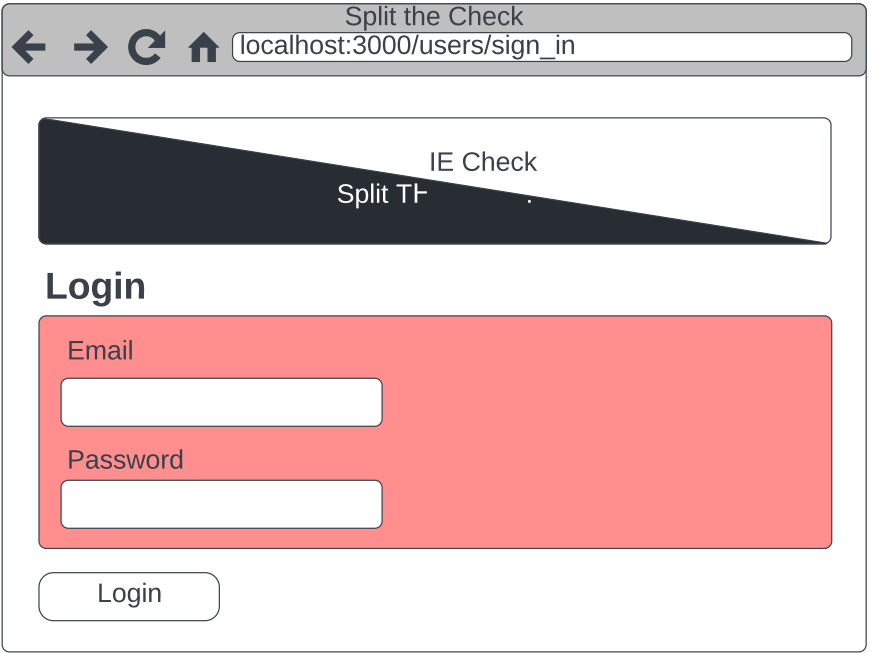 Split the Check
localhost:3000/users/sign_in
IE Check
Split TH
Login
Email
Password
Login